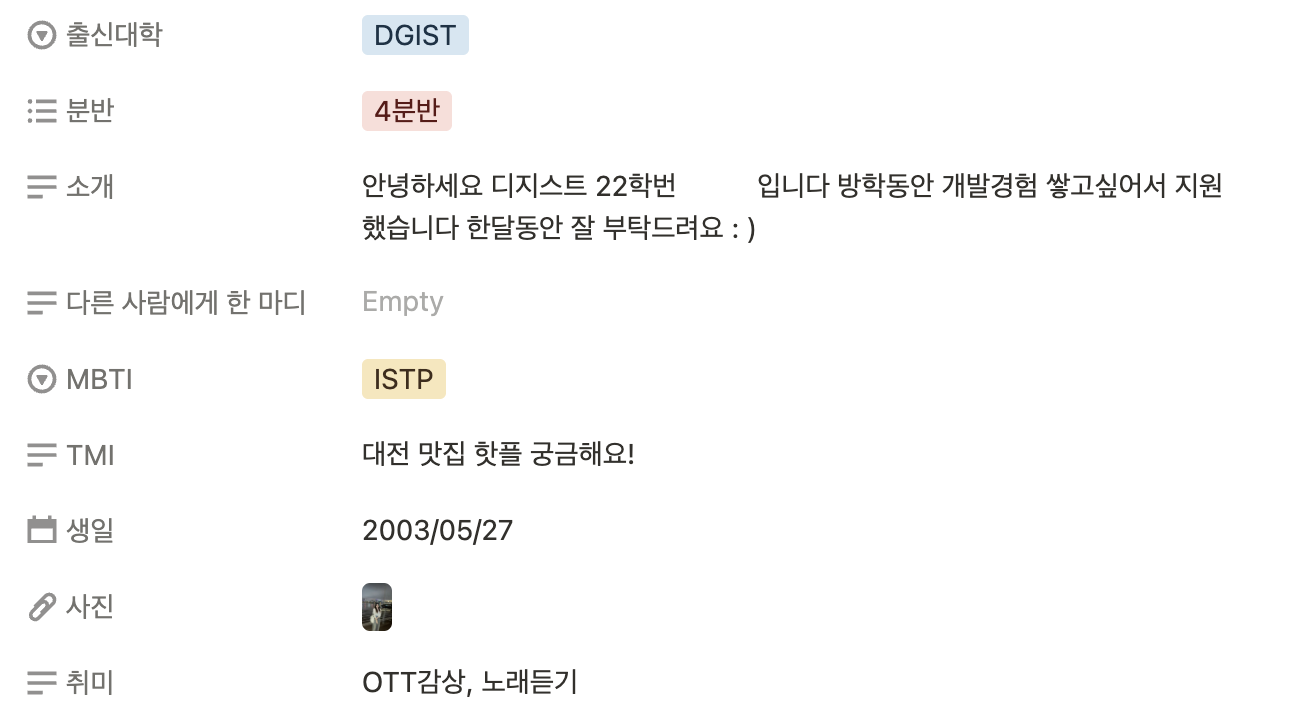 출신대학 DGIST
분반 4분반
소개 안녕하세요 디지스트 22학번 입니다 방학동안 개발경험 쌓고싶어서 지원
했습니다 한달동안 잘 부탁드려요 : )
다른 사람에게 한 마디 Empty
MBTI ISTP
TMI 대전 맛집 핫플 궁금해요!
생일 2003/05/27
사진
취미 OTT감상, 노래듣기